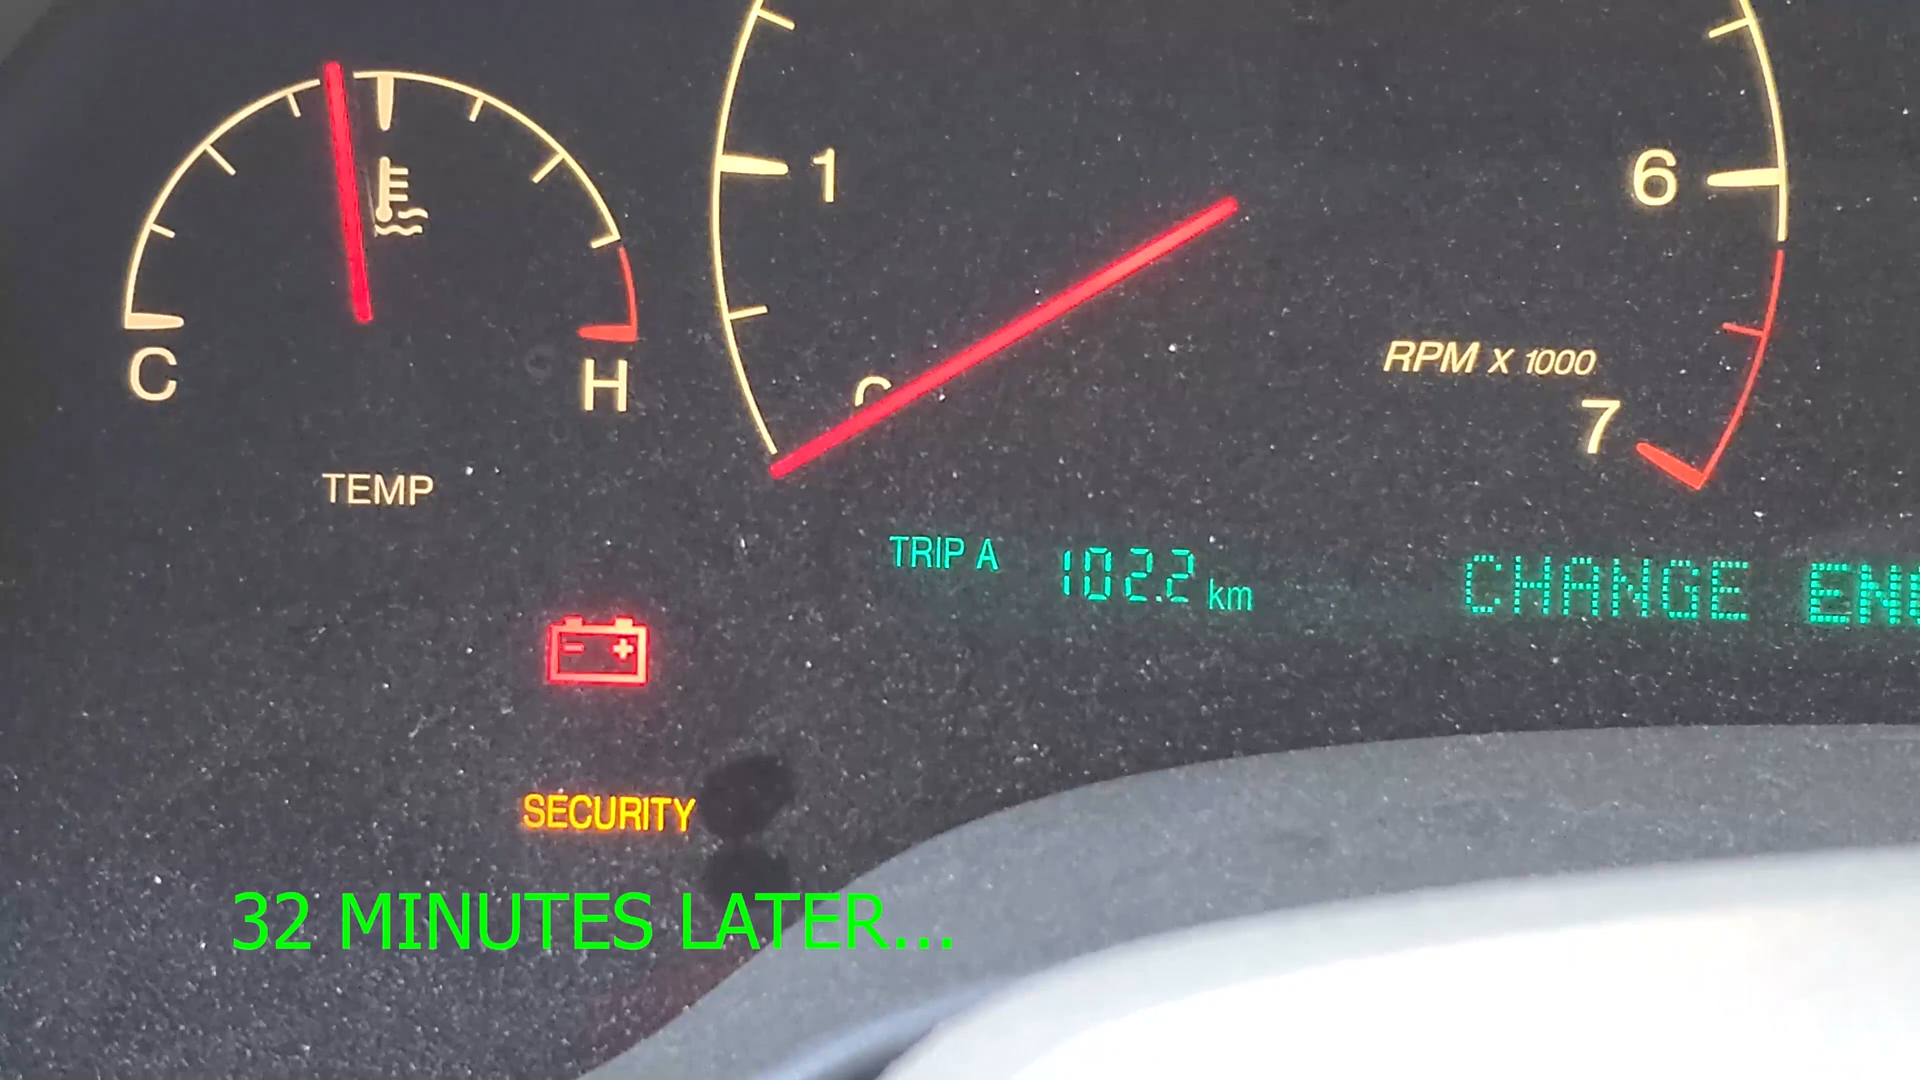 1
6
RPM X 1000
7
C
H
TEMP
TRIP A 102.2 km
CHANGE
SECURITY
32 MINUTES LATER...